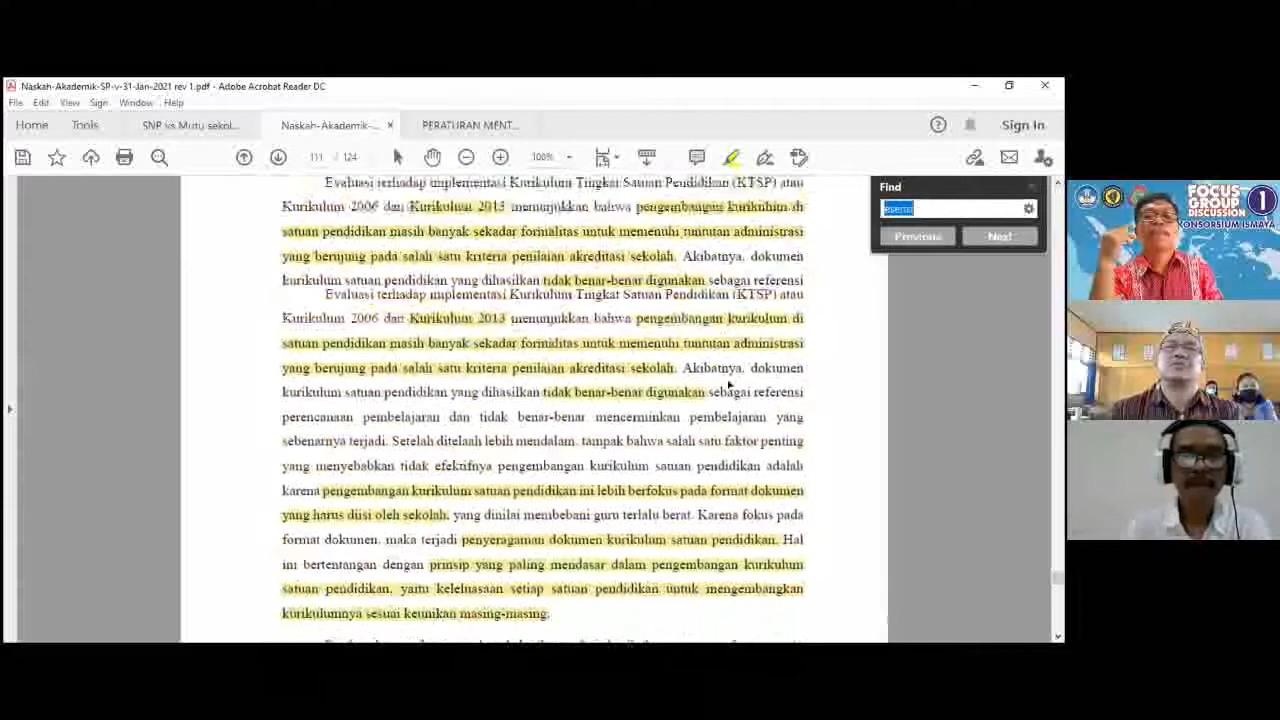 Naskah-Akademik-SP-v-31-Jan-2021 rev 1.pdf - Adobe Acrobat Reader DC
File Edit View Sign Window Help
Home Tools SNP vs Mutu sekol... Naskah-Akademik-... × PERATURAN MENT... Sign In
111 / 124 100%
Find
esensi
Previous Next
Evaluasi terhadap implementasi Kurikulum Tingkat Satuan Pendidikan (KTSP) atau
Kurikulum 2006 dan Kurikulum 2013 menunjukkan bahwa pengembangan kurikulum di
satuan pendidikan masih banyak sekadar formalitas untuk memenuhi tuntutan administrasi
yang berujung pada salah satu kriteria penilaian akreditasi sekolah. Akibatnya, dokumen
kurikulum satuan pendidikan yang dihasilkan tidak benar-benar digunakan sebagai referensi
Evaluasi terhadap implementasi Kurikulum Tingkat Satuan Pendidikan (KTSP) atau
Kurikulum 2006 dan Kurikulum 2013 menunjukkan bahwa pengembangan kurikulum di
satuan pendidikan masih banyak sekadar formalitas untuk memenuhi tuntutan administrasi
yang berujung pada salah satu kriteria penilaian akreditasi sekolah. Akibatnya, dokumen
kurikulum satuan pendidikan yang dihasilkan tidak benar-benar digunakan sebagai referensi
perencanaan pembelajaran dan tidak benar-benar mencerminkan pembelajaran yang
sebenarnya terjadi. Setelah ditelaah lebih mendalam, tampak bahwa salah satu faktor penting
yang menyebabkan tidak efektifnya pengembangan kurikulum satuan pendidikan adalah
karena pengembangan kurikulum satuan pendidikan ini lebih berfokus pada format dokumen
yang harus diisi oleh sekolah, yang dinilai membebani guru terlalu berat. Karena fokus pada
format dokumen, maka terjadi penyeragaman dokumen kurikulum satuan pendidikan. Hal
ini bertentangan dengan prinsip yang paling mendasar dalam pengembangan kurikulum
satuan pendidikan, yaitu keleluasaan setiap satuan pendidikan untuk mengembangkan
kurikulumnya sesuai keunikan masing-masing.
FOCUS
GROUP
DISCUSSION 1
KONSORSIUM ISMAYA